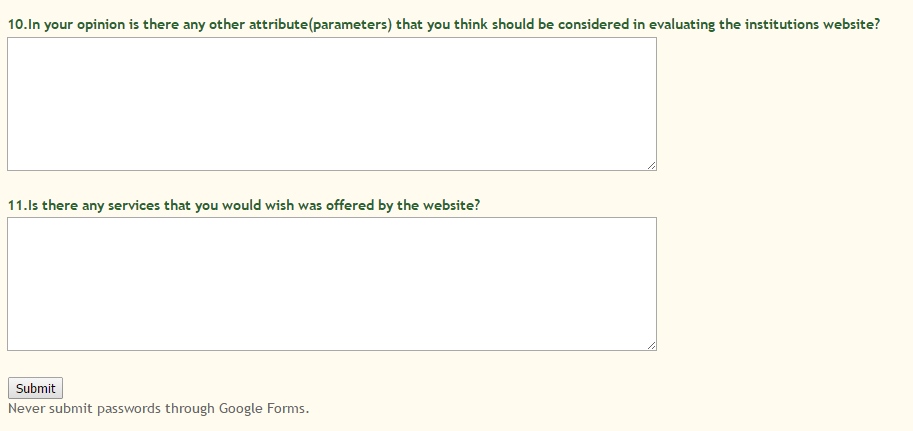 10.In your opinion is there any other attribute(parameters) that you think should be considered in evaluating the institutions website?
11.Is there any services that you would wish was offered by the website?
Submit
Never submit passwords through Google Forms.